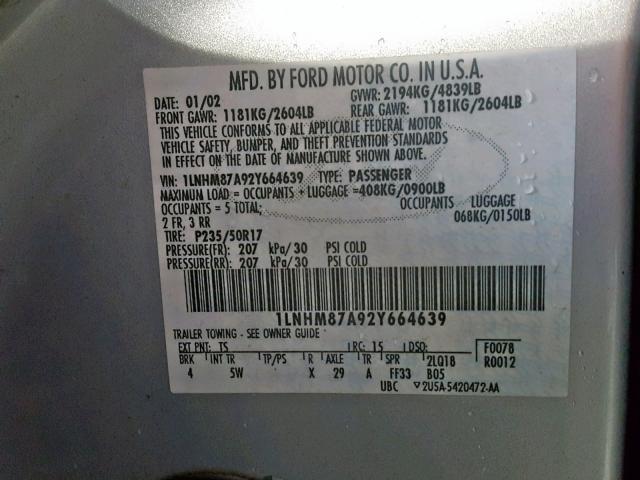 MFD. BY FORD MOTOR CO. IN U.S.A.
DATE: 01/02 GVWR: 2194KG/4839LB
FRONT GAWR: 1181KG/2604LB REAR GAWR: 1181KG/2604LB
THIS VEHICLE CONFORMS TO ALL APPLICABLE FEDERAL MOTOR
VEHICLE SAFETY, BUMPER, AND THEFT PREVENTION STANDARDS
IN EFFECT ON THE DATE OF MANUFACTURE SHOWN ABOVE.
VIN: 1LNHM87A92Y664639 TYPE: PASSENGER
MAXIMUM LOAD = OCCUPANTS + LUGGAGE =408KG/0900LB
OCCUPANTS = 5 TOTAL; OCCUPANTS LUGGAGE
2 FR, 3 RR 068KG/0150LB
TIRE: P235/50R17
PRESSURE(FR): 207 kPa/30 PSI COLD
PRESSURE(RR): 207 kPa/30 PSI COLD
1LNHM87A92Y664639
TRAILER TOWING - SEE OWNER GUIDE
EXT PNT: TS RC: 15 DSO: F0078
BRK INT TR TP/PS R AXLE TR SPR 2LQ18 R0012
4 SW X 29 A FF33 B05
UBC ▽2U5A-5420472-AA